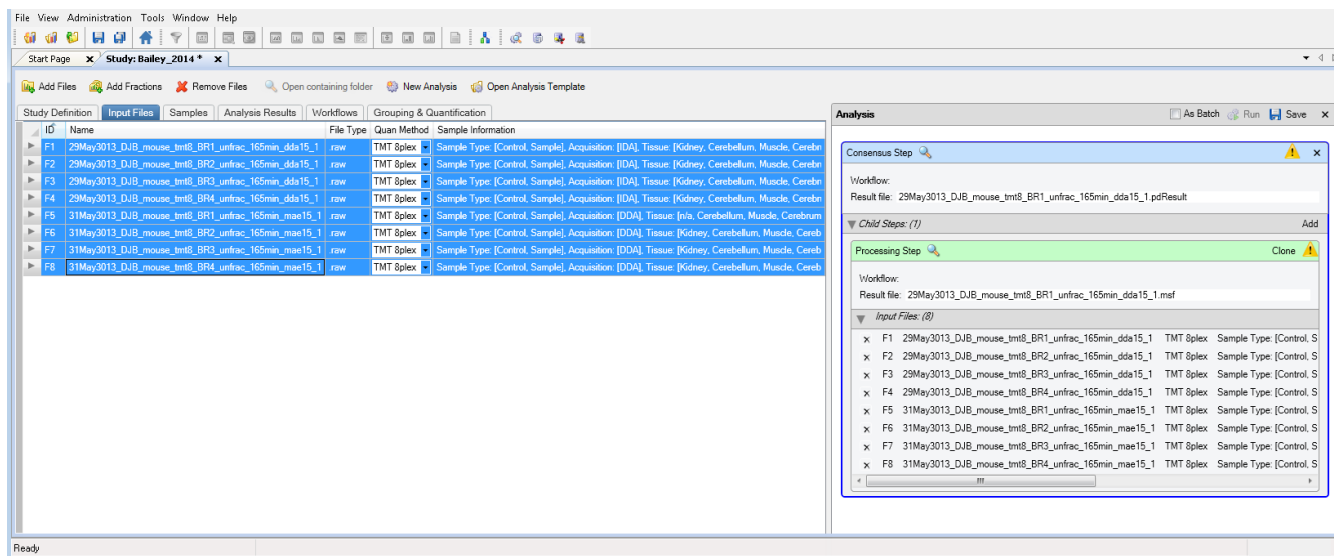 File View Administration Tools Window Help
Start Page x Study: Bailey_2014 * x
Add Files Add Fractions Remove Files Open containing folder New Analysis Open Analysis Template
Study Definition Input Files Samples Analysis Results Workflows Grouping & Quantification
ID Name File Type Quan Method Sample Information
F1 29May3013_DJB_mouse_tmt8_BR1_unfrac_165min_dda15_1 .raw TMT 8plex Sample Type: [Control, Sample], Acquisition: [IDA], Tissue: [Kidney, Cerebellum, Muscle, Cerebr
F2 29May3013_DJB_mouse_tmt8_BR2_unfrac_165min_dda15_1 .raw TMT 8plex Sample Type: [Control, Sample], Acquisition: [IDA], Tissue: [Kidney, Cerebellum, Muscle, Cerebr
F3 29May3013_DJB_mouse_tmt8_BR3_unfrac_165min_dda15_1 .raw TMT 8plex Sample Type: [Control, Sample], Acquisition: [IDA], Tissue: [Kidney, Cerebellum, Muscle, Cerebr
F4 29May3013_DJB_mouse_tmt8_BR4_unfrac_165min_dda15_1 .raw TMT 8plex Sample Type: [Control, Sample], Acquisition: [IDA], Tissue: [Kidney, Cerebellum, Muscle, Cerebr
F5 31May3013_DJB_mouse_tmt8_BR1_unfrac_165min_mae15_1 .raw TMT 8plex Sample Type: [Control, Sample], Acquisition: [DDA], Tissue: [n/a, Cerebellum, Muscle, Cerebrum
F6 31May3013_DJB_mouse_tmt8_BR2_unfrac_165min_mae15_1 .raw TMT 8plex Sample Type: [Control, Sample], Acquisition: [DDA], Tissue: [Kidney, Cerebellum, Muscle, Cereb
F7 31May3013_DJB_mouse_tmt8_BR3_unfrac_165min_mae15_1 .raw TMT 8plex Sample Type: [Control, Sample], Acquisition: [DDA], Tissue: [Kidney, Cerebellum, Muscle, Cereb
F8 31May3013_DJB_mouse_tmt8_BR4_unfrac_165min_mae15_1 .raw TMT 8plex Sample Type: [Control, Sample], Acquisition: [DDA], Tissue: [Kidney, Cerebellum, Muscle, Cereb
Analysis As Batch Run Save x
Consensus Step x
Workflow:
Result file: 29May3013_DJB_mouse_tmt8_BR1_unfrac_165min_dda15_1.pdResult
Child Steps: (1) Add
Processing Step Clone
Workflow:
Result file: 29May3013_DJB_mouse_tmt8_BR1_unfrac_165min_dda15_1.msf
Input Files: (8)
x F1 29May3013_DJB_mouse_tmt8_BR1_unfrac_165min_dda15_1 TMT 8plex Sample Type: [Control, S
x F2 29May3013_DJB_mouse_tmt8_BR2_unfrac_165min_dda15_1 TMT 8plex Sample Type: [Control, S
x F3 29May3013_DJB_mouse_tmt8_BR3_unfrac_165min_dda15_1 TMT 8plex Sample Type: [Control, S
x F4 29May3013_DJB_mouse_tmt8_BR4_unfrac_165min_dda15_1 TMT 8plex Sample Type: [Control, S
x F5 31May3013_DJB_mouse_tmt8_BR1_unfrac_165min_mae15_1 TMT 8plex Sample Type: [Control, S
x F6 31May3013_DJB_mouse_tmt8_BR2_unfrac_165min_mae15_1 TMT 8plex Sample Type: [Control, S
x F7 31May3013_DJB_mouse_tmt8_BR3_unfrac_165min_mae15_1 TMT 8plex Sample Type: [Control, S
x F8 31May3013_DJB_mouse_tmt8_BR4_unfrac_165min_mae15_1 TMT 8plex Sample Type: [Control, S
Ready